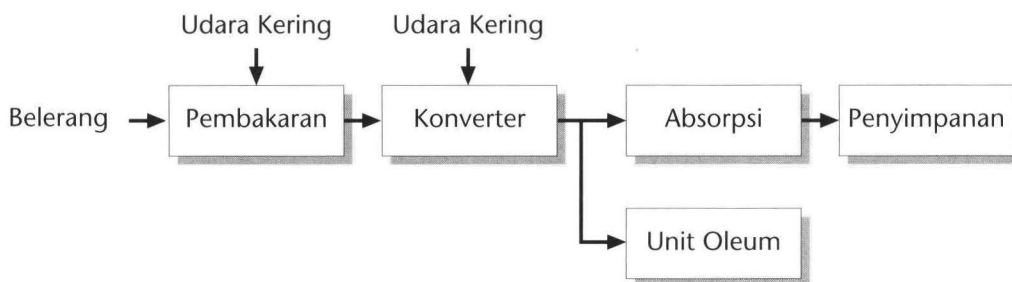 Udara Kering
Udara Kering
Belerang
Pembakaran
Konverter
Absorpsi
Penyimpanan
Unit Oleum